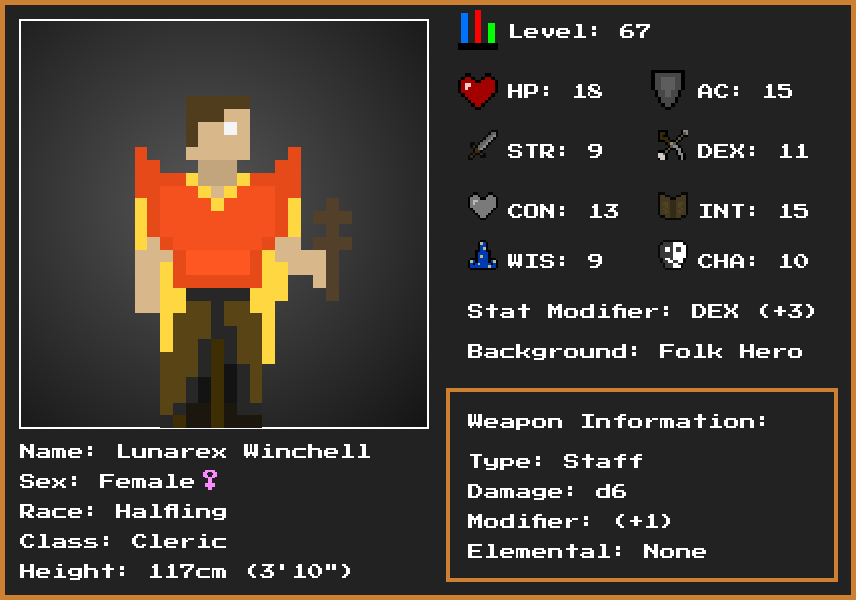 Level: 67
HP: 18
AC: 15
STR: 9
DEX: 11
CON: 13
INT: 15
WIS: 9
CHA: 10
Stat Modifier: DEX (+3)
Background: Folk Hero
Weapon Information:
Type: Staff
Damage: d6
Modifier: (+1)
Elemental: None
Name: Lunarex Winchell
Sex: Female♀
Race: Halfling
Class: Cleric
Height: 117cm (3'10")